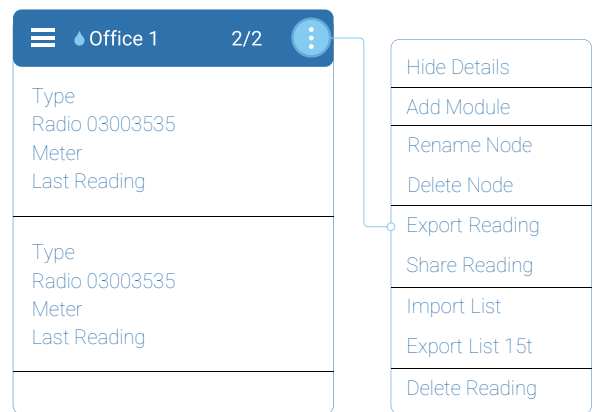 Office 1 2/2
Type
Radio 03003535
Meter
Last Reading
Type
Radio 03003535
Meter
Last Reading
Hide Details
Add Module
Rename Node
Delete Node
Export Reading
Share Reading
Import List
Export List 15t
Delete Reading